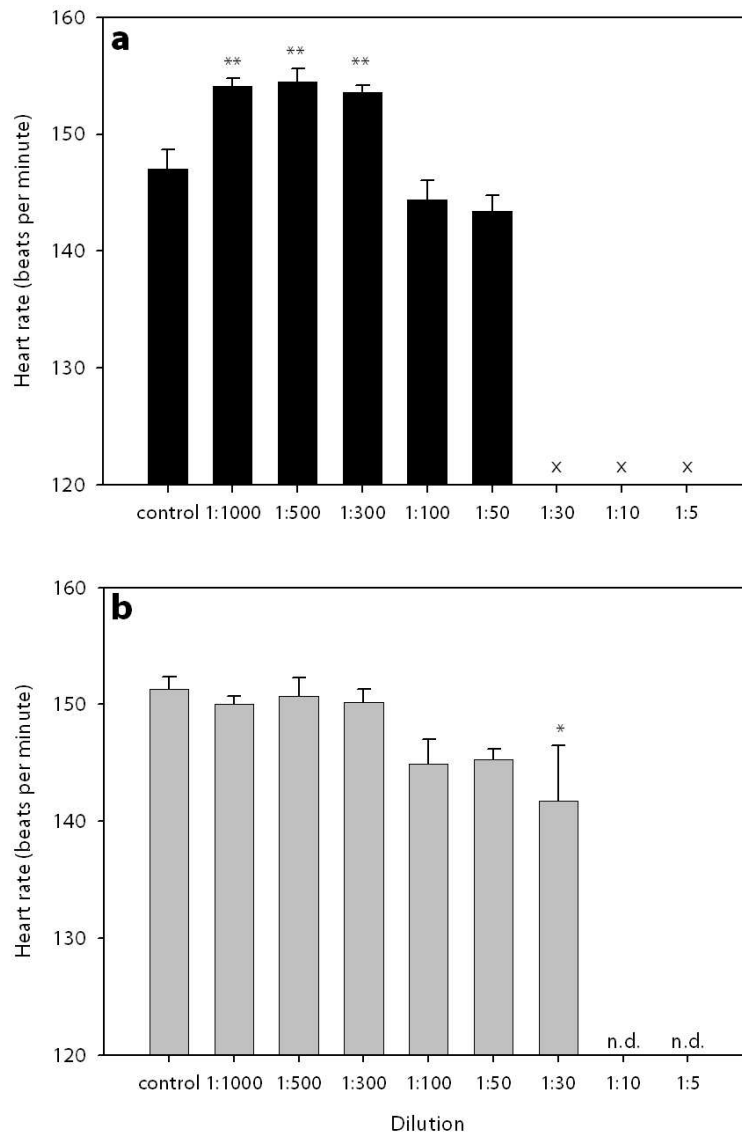 160
a
**
**
**
150
140
130
120
x
x
x
control 1:1000 1:500 1:300 1:100 1:50 1:30 1:10 1:5
Heart rate (beats per minute)
160
b
150
*
140
130
120
n.d.
n.d.
control 1:1000 1:500 1:300 1:100 1:50 1:30 1:10 1:5
Heart rate (beats per minute)
Dilution